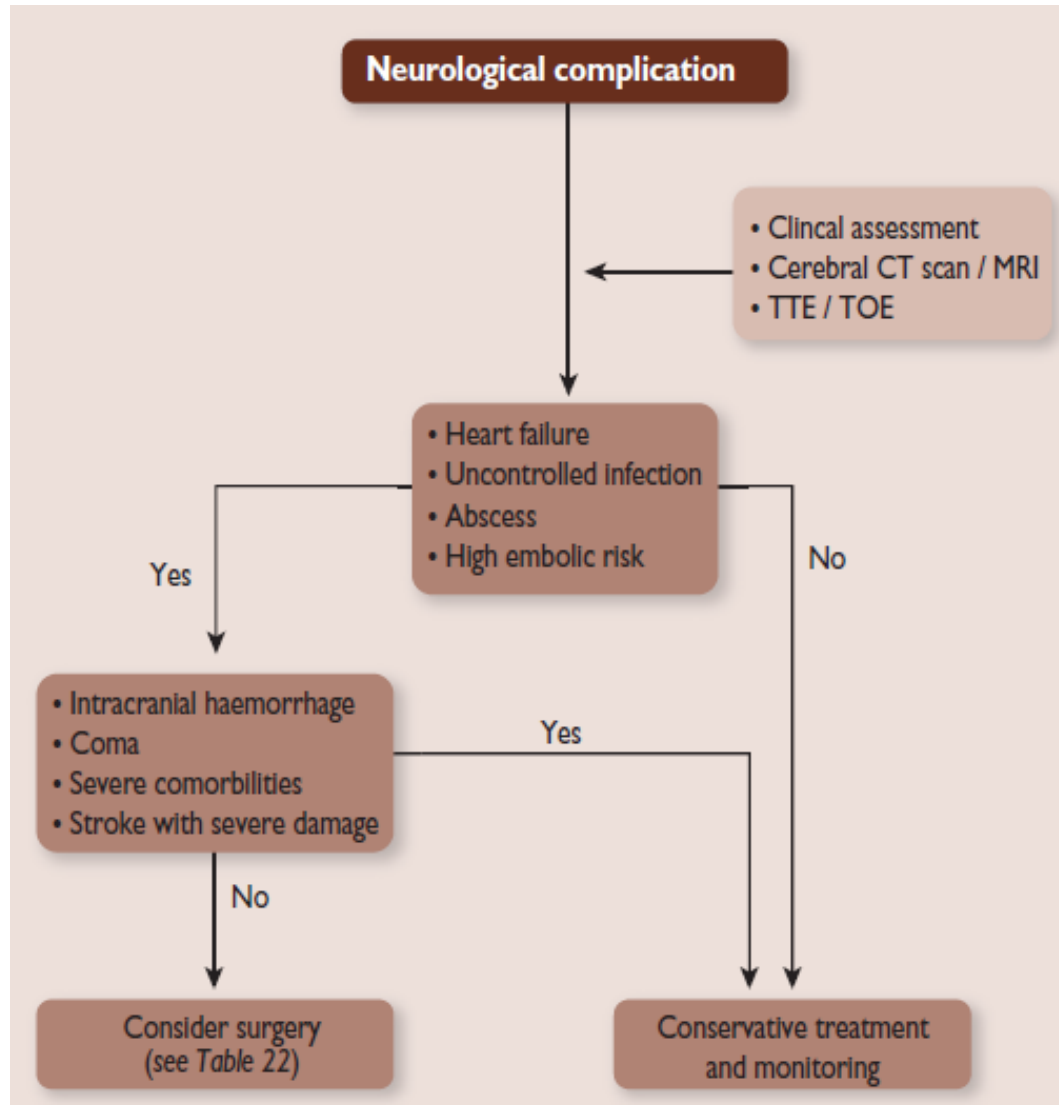 Neurological complication
• Clincal assessment
• Cerebral CT scan / MRI
• TTE / TOE
• Heart failure
• Uncontrolled infection
• Abscess
• High embolic risk
Yes
No
• Intracranial haemorrhage
• Coma
• Severe comorbilities
• Stroke with severe damage
Yes
No
Consider surgery
(see Table 22)
Conservative treatment
and monitoring